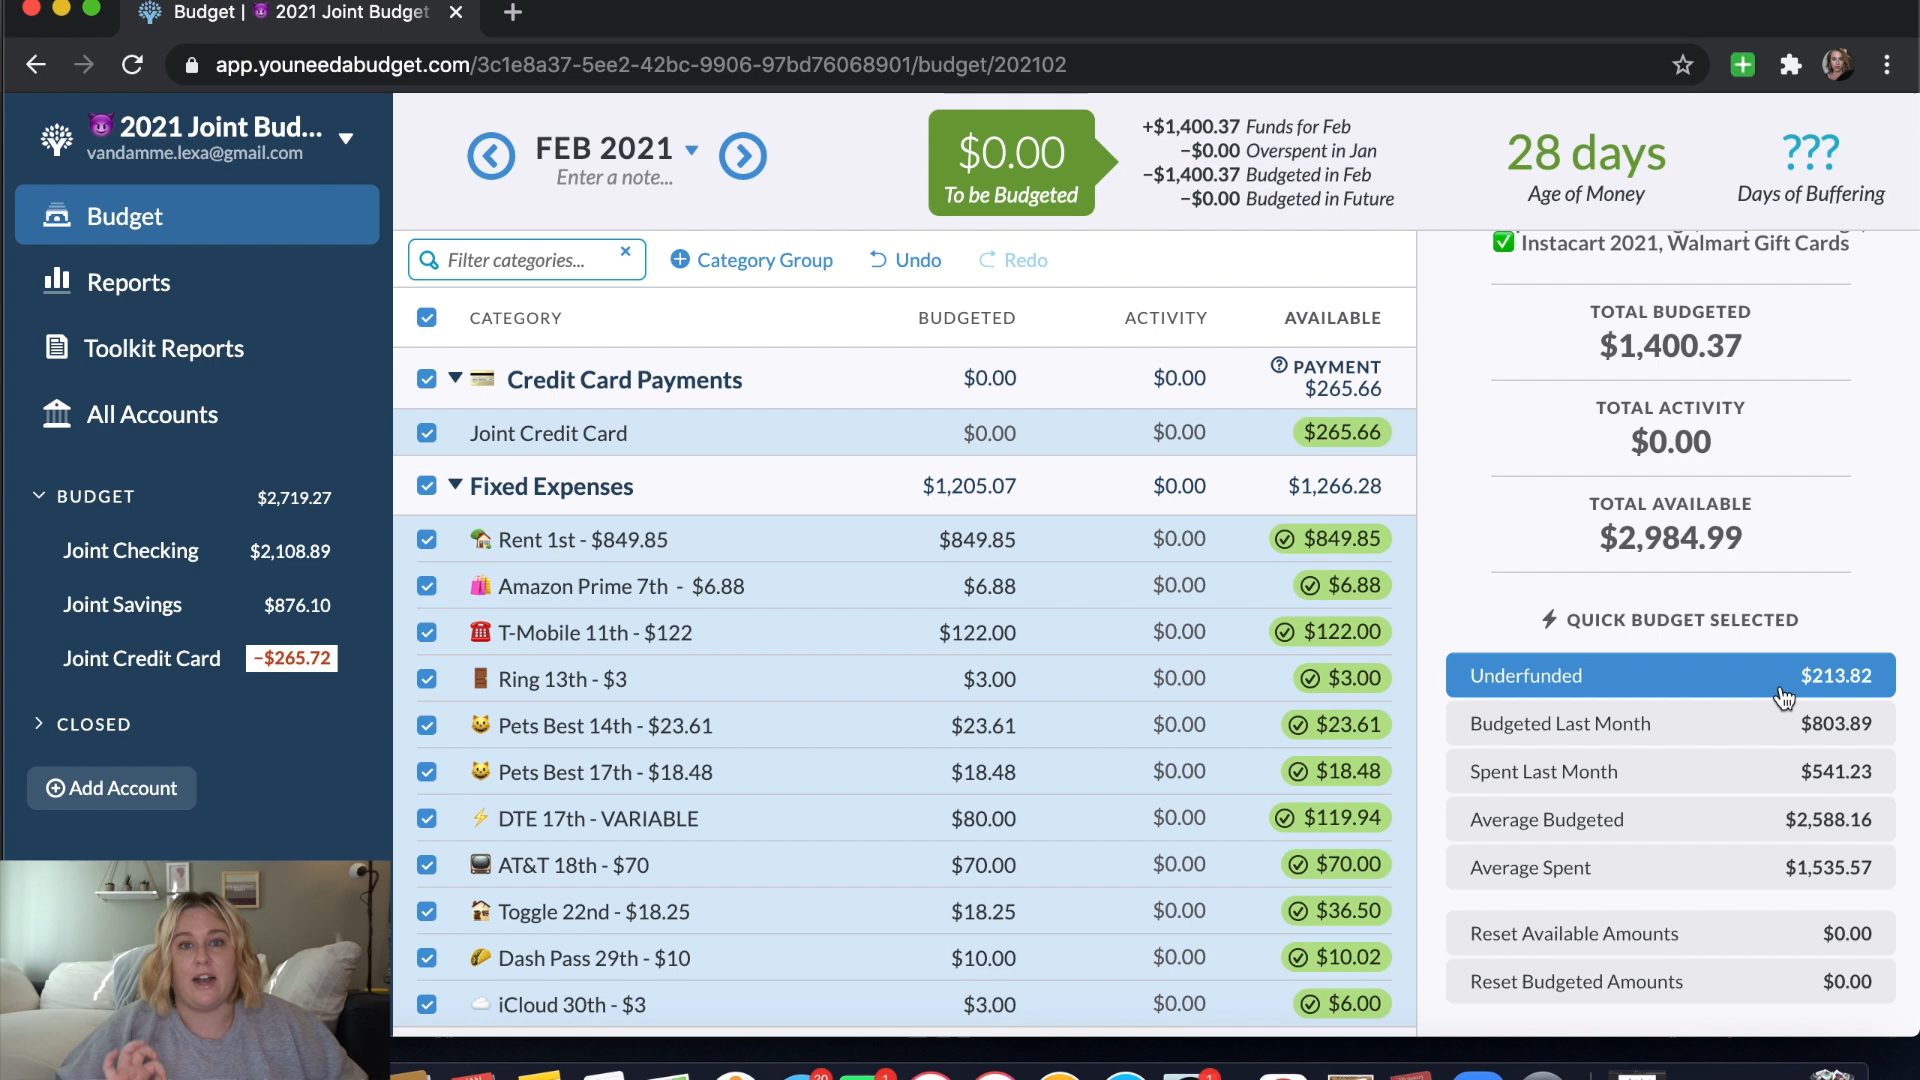 Budget | 😈 2021 Joint Budget
app.youneedabudget.com/3c1e8a37-5ee2-42bc-9906-97bd76068901/budget/202102
😈 2021 Joint Bud...
vandamme.lexa@gmail.com
Budget
Reports
Toolkit Reports
All Accounts
BUDGET $2,719.27
Joint Checking $2,108.89
Joint Savings $876.10
Joint Credit Card −$265.72
CLOSED
Add Account
FEB 2021
Enter a note...
$0.00
To be Budgeted
+$1,400.37 Funds for Feb
−$0.00 Overspent in Jan
−$1,400.37 Budgeted in Feb
−$0.00 Budgeted in Future
28 days
Age of Money
???
Days of Buffering
Filter categories...
Category Group
Undo
Redo
CATEGORY BUDGETED ACTIVITY AVAILABLE
Credit Card Payments $0.00 $0.00 PAYMENT
$265.66
Joint Credit Card $0.00 $0.00 $265.66
Fixed Expenses $1,205.07 $0.00 $1,266.28
Rent 1st - $849.85 $849.85 $0.00 $849.85
Amazon Prime 7th - $6.88 $6.88 $0.00 $6.88
T-Mobile 11th - $122 $122.00 $0.00 $122.00
Ring 13th - $3 $3.00 $0.00 $3.00
Pets Best 14th - $23.61 $23.61 $0.00 $23.61
Pets Best 17th - $18.48 $18.48 $0.00 $18.48
DTE 17th - VARIABLE $80.00 $0.00 $119.94
AT&T 18th - $70 $70.00 $0.00 $70.00
Toggle 22nd - $18.25 $18.25 $0.00 $36.50
Dash Pass 29th - $10 $10.00 $0.00 $10.02
iCloud 30th - $3 $3.00 $0.00 $6.00
✅ Instacart 2021, Walmart Gift Cards
TOTAL BUDGETED
$1,400.37
TOTAL ACTIVITY
$0.00
TOTAL AVAILABLE
$2,984.99
QUICK BUDGET SELECTED
Underfunded $213.82
Budgeted Last Month $803.89
Spent Last Month $541.23
Average Budgeted $2,588.16
Average Spent $1,535.57
Reset Available Amounts $0.00
Reset Budgeted Amounts $0.00
20
1
1